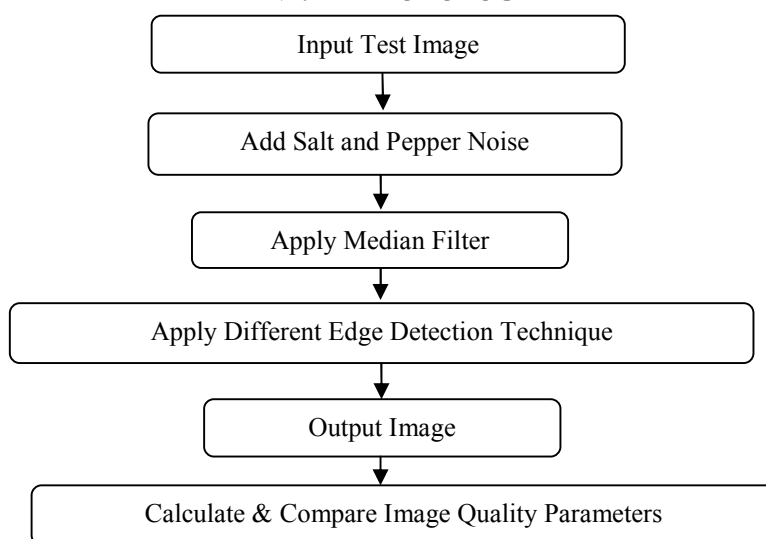 Input Test Image
Add Salt and Pepper Noise
Apply Median Filter
Apply Different Edge Detection Technique
Output Image
Calculate & Compare Image Quality Parameters